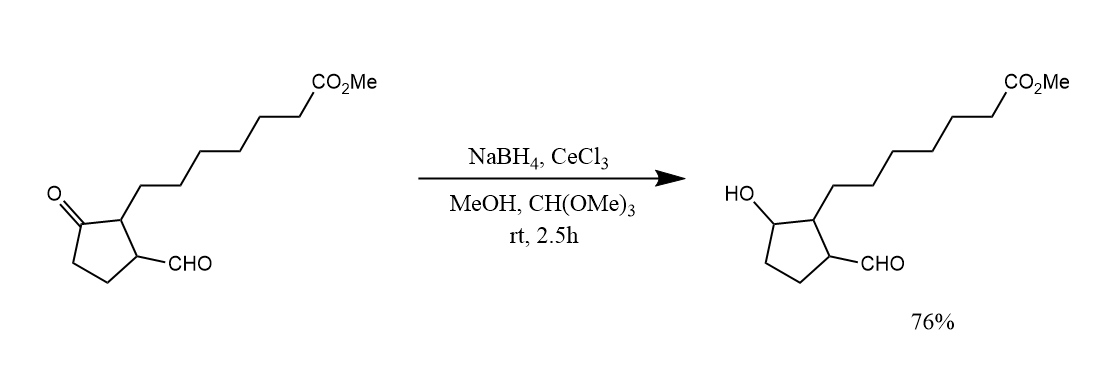 CO₂Me
O
CHO
NaBH₄, CeCl₃
MeOH, CH(OMe)₃
rt, 2.5h
CO₂Me
HO
CHO
76%